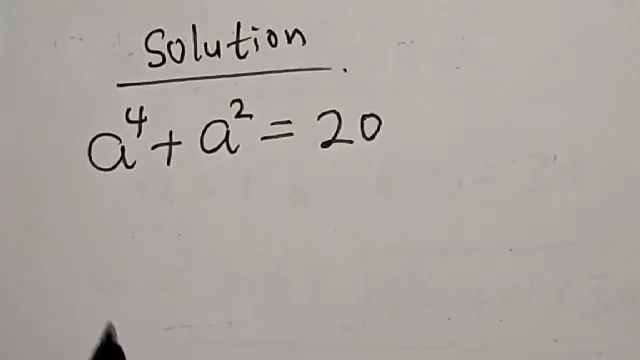 Solution
a⁴ + a² = 20